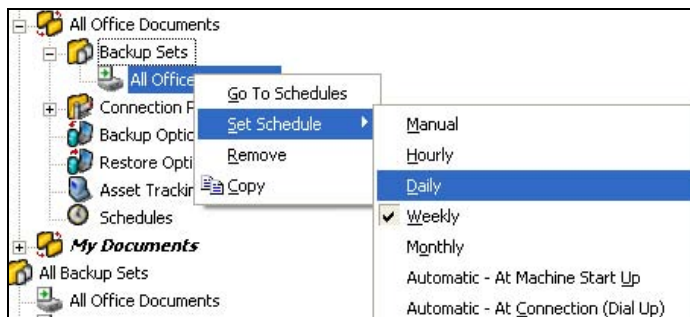 All Office Documents
Backup Sets
All Office
Connection P
Backup Optic
Restore Opti
Asset Trackin
Schedules
My Documents
All Backup Sets
All Office Documents
Go To Schedules
Set Schedule
Remove
Copy
Manual
Hourly
Daily
Weekly
Monthly
Automatic - At Machine Start Up
Automatic - At Connection (Dial Up)